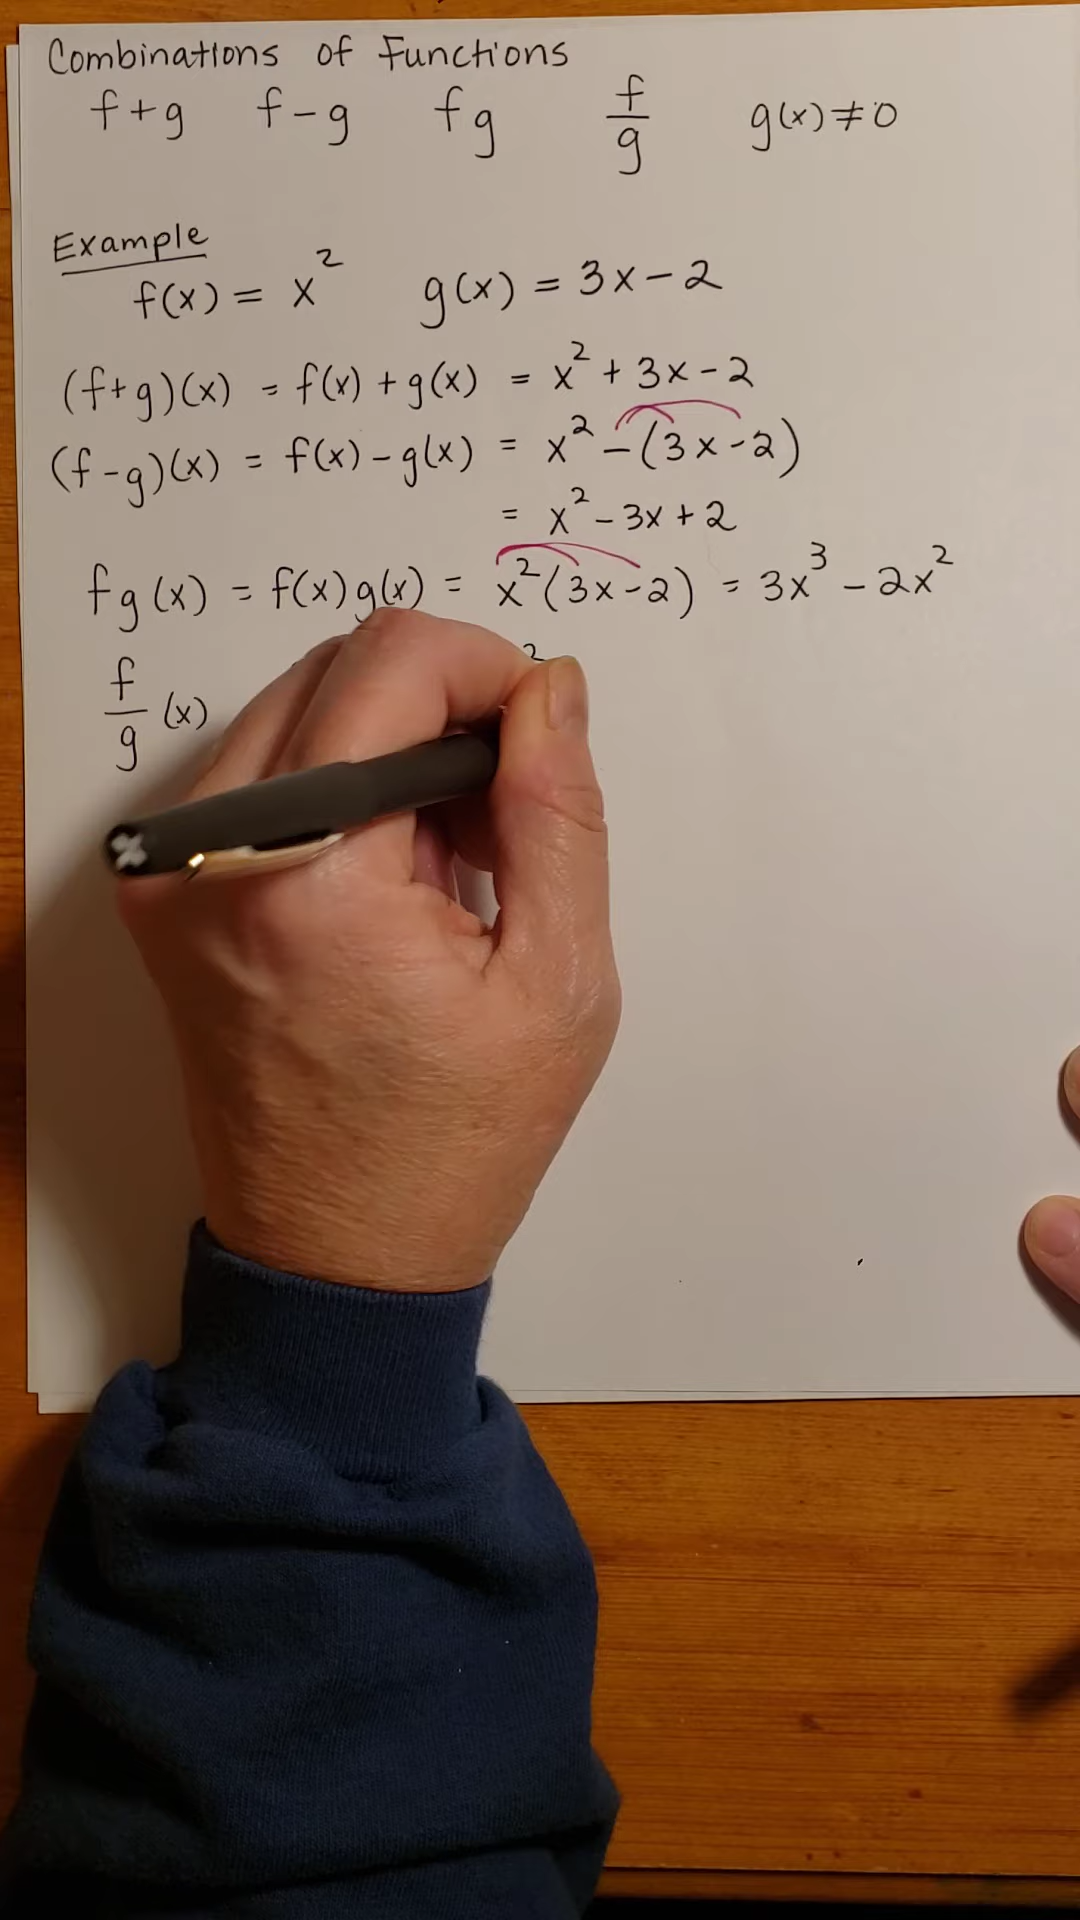 Combinations of Functions
f+g f-g fg f/g g(x)≠0
Example
f(x) = x² g(x) = 3x-2
(f+g)(x) = f(x)+g(x) = x²+3x-2
(f-g)(x) = f(x)-g(x) = x²-(3x-2)
= x²-3x+2
fg(x) = f(x)g(x) = x²(3x-2) = 3x³-2x²
f/g (x) 2